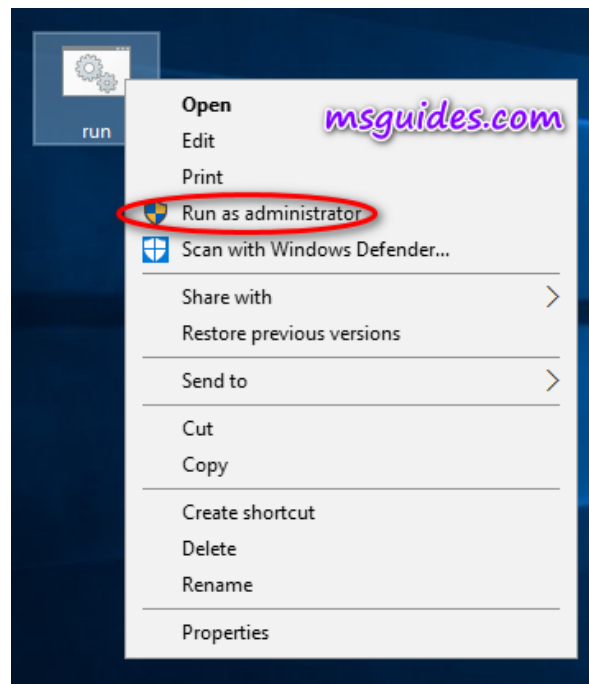 run
Open
msguides.com
Edit
Print
Run as administrator
Scan with Windows Defender...
Share with
Restore previous versions
Send to
Cut
Copy
Create shortcut
Delete
Rename
Properties